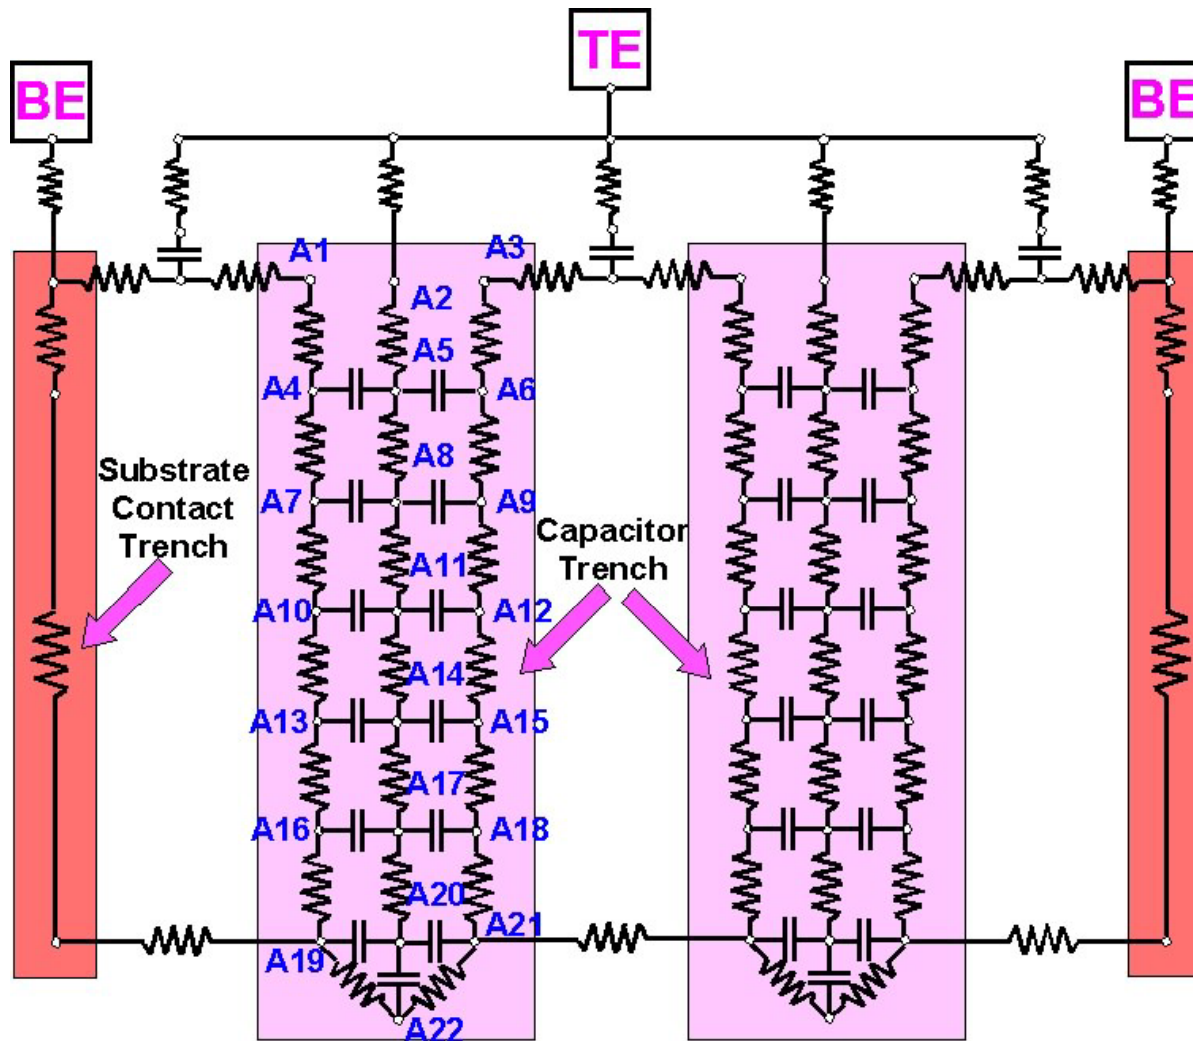 TE
BE
BE
A1
A3
A2
A5
A4
A6
A8
Substrate
Contact
Trench
A7
A9
Capacitor
Trench
A11
A10
A12
A14
A13
A15
A17
A16
A18
A20
A21
A19
A22